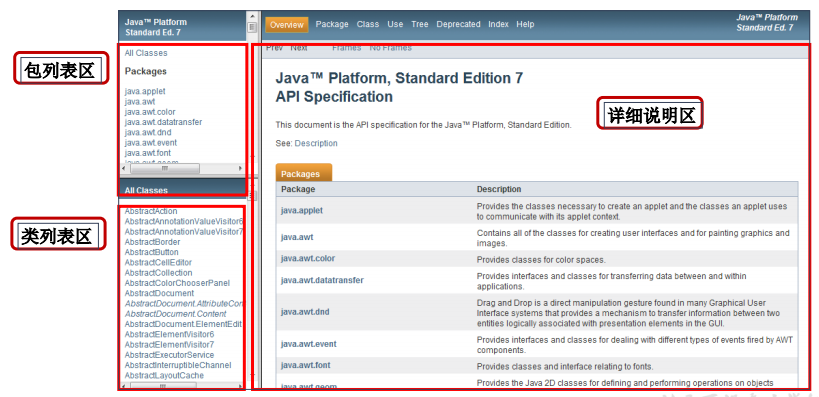 Java™ Platform
Standard Ed. 7
All Classes
Packages
java.applet
java.awt
java.awt.color
java.awt.datatransfer
java.awt.dnd
java.awt.event
java.awt.font
java.awt.geom
包列表区
All Classes
AbstractAction
AbstractAnnotationValueVisitor6
AbstractAnnotationValueVisitor7
AbstractBorder
AbstractButton
AbstractCellEditor
AbstractCollection
AbstractColorChooserPanel
AbstractDocument
AbstractDocument.AttributeCon
AbstractDocument.Content
AbstractDocument.ElementEdit
AbstractElementVisitor6
AbstractElementVisitor7
AbstractExecutorService
AbstractInterruptibleChannel
AbstractLayoutCache
类列表区
Overview Package Class Use Tree Deprecated Index Help
Java™ Platform
Standard Ed. 7
Prev Next Frames No Frames
Java™ Platform, Standard Edition 7
API Specification
详细说明区
This document is the API specification for the Java™ Platform, Standard Edition.
See: Description
Packages
Package Description
java.applet Provides the classes necessary to create an applet and the classes an applet uses
to communicate with its applet context.
java.awt Contains all of the classes for creating user interfaces and for painting graphics and
images.
java.awt.color Provides classes for color spaces.
java.awt.datatransfer Provides interfaces and classes for transferring data between and within
applications.
java.awt.dnd Drag and Drop is a direct manipulation gesture found in many Graphical User
Interface systems that provides a mechanism to transfer information between two
entities logically associated with presentation elements in the GUI.
java.awt.event Provides interfaces and classes for dealing with different types of events fired by AWT
components.
java.awt.font Provides classes and interface relating to fonts.
java.awt.geom Provides the Java 2D classes for defining and performing operations on objects